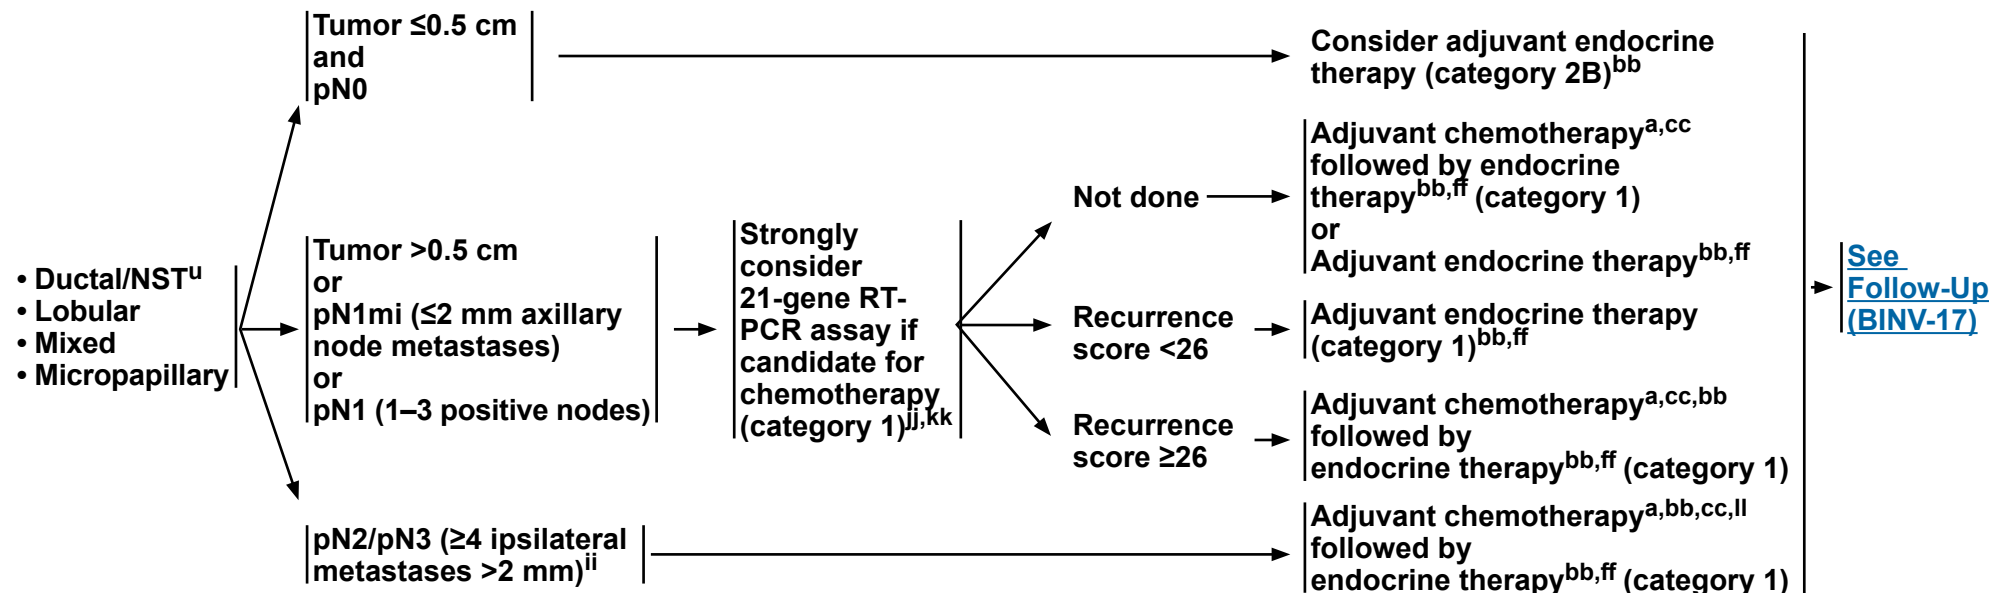 • Ductal/NSTu
• Lobular
• Mixed
• Micropapillary
Tumor ≤0.5 cm
and
pN0
Tumor >0.5 cm
or
pN1mi (≤2 mm axillary
node metastases)
or
pN1 (1–3 positive nodes)
pN2/pN3 (≥4 ipsilateral
metastases >2 mm)ii
Strongly
consider
21-gene RT-
PCR assay if
candidate for
chemotherapy
(category 1)jj,kk
Not done
Recurrence
score <26
Recurrence
score ≥26
Consider adjuvant endocrine
therapy (category 2B)bb
Adjuvant chemotherapya,cc
followed by endocrine
therapybb,ff (category 1)
or
Adjuvant endocrine therapybb,ff
Adjuvant endocrine therapy
(category 1)bb,ff
Adjuvant chemotherapya,cc,bb
followed by
endocrine therapybb,ff (category 1)
Adjuvant chemotherapya,bb,cc,ll
followed by
endocrine therapybb,ff (category 1)
See
Follow-Up
(BINV-17)